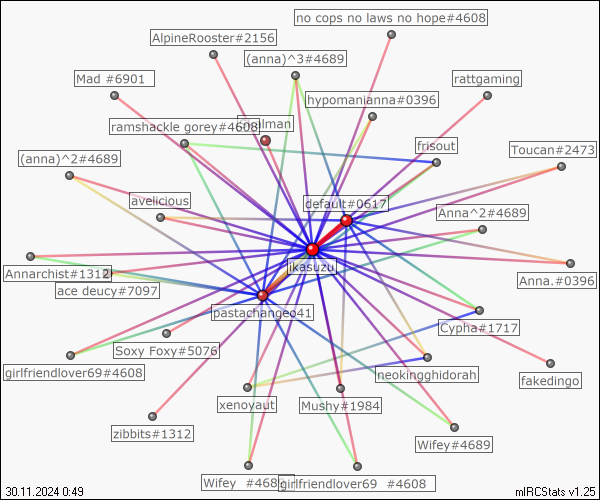 no cops no laws no hope#4608
AlpineRooster#2156
(anna)^3#4689
Mad #6901
rattgaming
hypomanianna#0396
ramshackle gorey#4608
frisout
Toucan#2473
(anna)^2#4689
avelicious
default#0617
Anna^2#4689
ikasuzu
Annarchist#1312
Anna.#0396
ace deucy#7097
pastachangeo41
Cypha#1717
Soxy Foxy#5076
girlfriendlover69#4608
neokingghidorah
fakedingo
xenoyaut
Mushy#1984
zibbits#1312
Wifey#4689
Wifey #468
girlfriendlover69 #4608
30.11.2024 0:49
mIRCStats v1.25